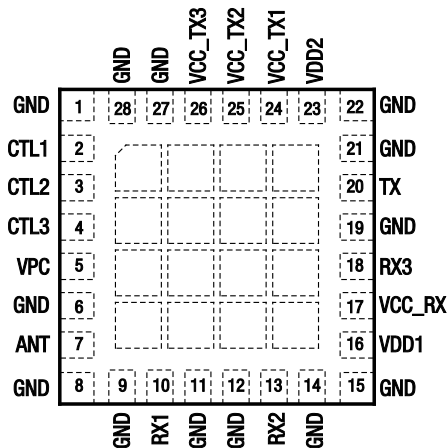 GND GND VCC_TX3 VCC_TX2 VCC_TX1 VDD2
28 27 26 25 24 23
GND 1 22 GND
CTL1 2 21 GND
CTL2 3 20 TX
CTL3 4 19 GND
VPC 5 18 RX3
GND 6 17 VCC_RX
ANT 7 16 VDD1
GND 8 9 10 11 12 13 14 15 GND
GND RX1 GND GND RX2 GND